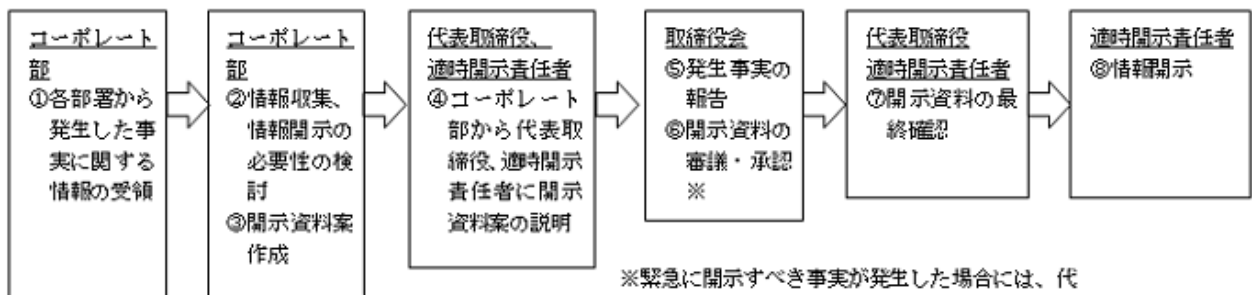 コーポレート
部
①各部署から
発生した事
実に関する
情報の受領
コーポレート
部
②情報収集、
情報開示の
必要性の検
討
③開示資料案
作成
代表取締役、
適時開示責任者
④コーポレート
部から代表取
締役、適時開示
責任者に開示
資料案の説明
取締役会
⑤発生事実の
報告
⑥開示資料の
審議・承認
※
代表取締役
適時開示責任者
⑦開示資料の最
終確認
適時開示責任者
⑧情報開示
※緊急に開示すべき事実が発生した場合には、代